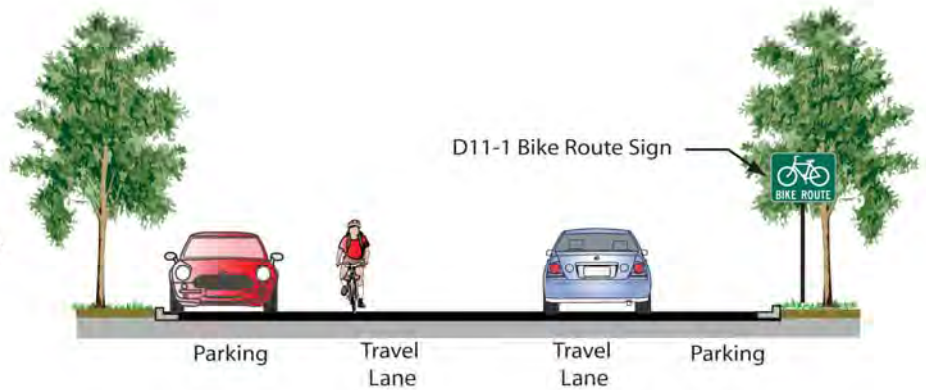 D11-1 Bike Route Sign
BIKE ROUTE
Parking
Travel
Lane
Travel
Lane
Parking